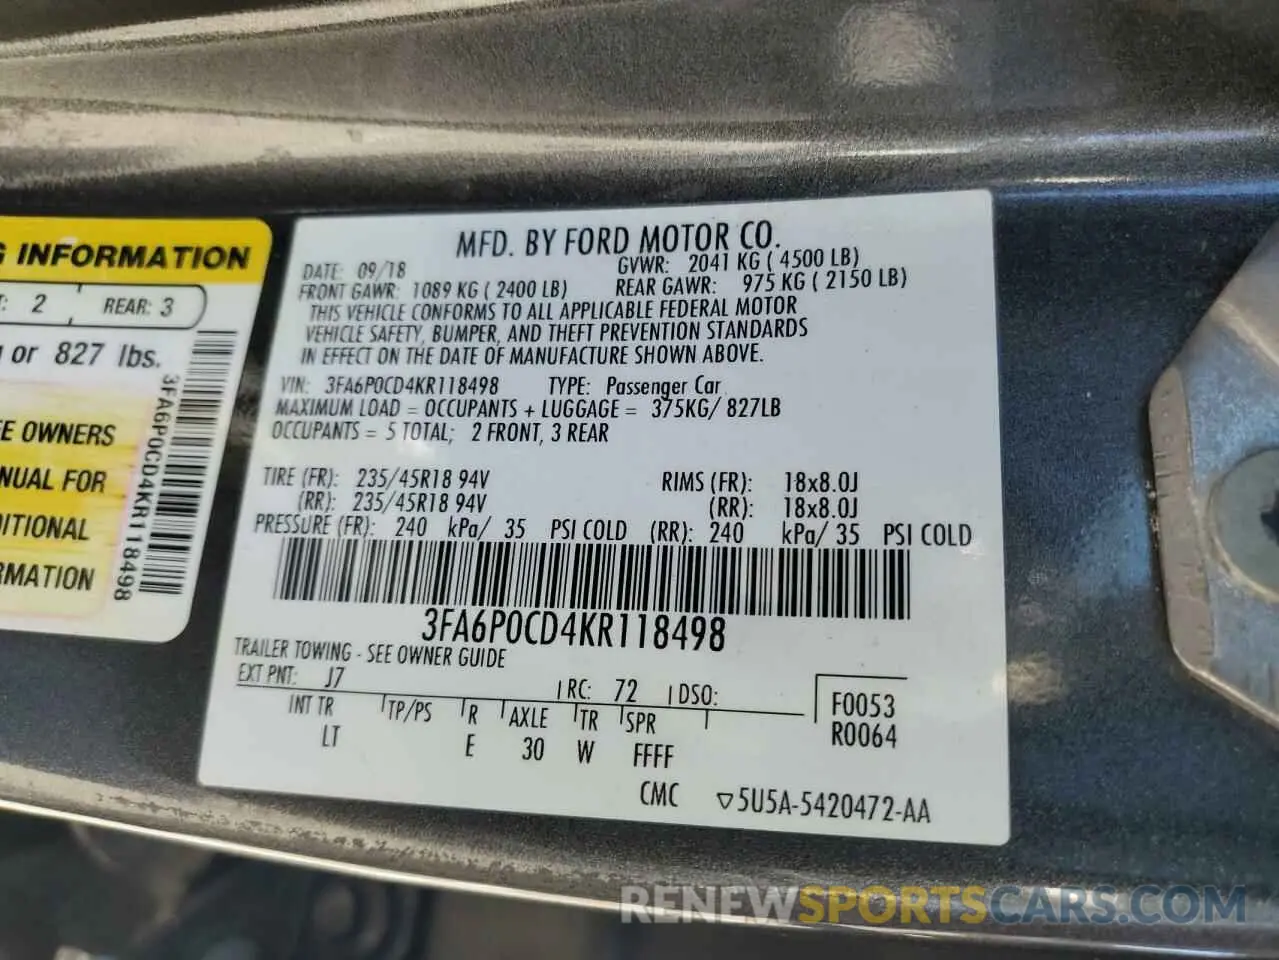 G INFORMATION
: 2 REAR: 3
or 827 lbs.
E OWNERS
NUAL FOR
DITIONAL
RMATION
3FA6P0CD4KR118498
MFD. BY FORD MOTOR CO.
DATE: 09/18 GVWR: 2041 KG ( 4500 LB)
FRONT GAWR: 1089 KG ( 2400 LB) REAR GAWR: 975 KG ( 2150 LB)
THIS VEHICLE CONFORMS TO ALL APPLICABLE FEDERAL MOTOR
VEHICLE SAFETY, BUMPER, AND THEFT PREVENTION STANDARDS
IN EFFECT ON THE DATE OF MANUFACTURE SHOWN ABOVE.
VIN: 3FA6P0CD4KR118498 TYPE: Passenger Car
MAXIMUM LOAD = OCCUPANTS + LUGGAGE = 375KG/ 827LB
OCCUPANTS = 5 TOTAL; 2 FRONT, 3 REAR
TIRE (FR): 235/45R18 94V RIMS (FR): 18x8.0J
(RR): 235/45R18 94V (RR): 18x8.0J
PRESSURE (FR): 240 kPa/ 35 PSI COLD (RR): 240 kPa/ 35 PSI COLD
3FA6P0CD4KR118498
TRAILER TOWING - SEE OWNER GUIDE
EXT PNT: J7 RC: 72 DSO: F0053
INT TR TP/PS R AXLE TR SPR R0064
LT E 30 W FFFF
CMC ▽5U5A-5420472-AA
RENEWSPORTSCARS.COM